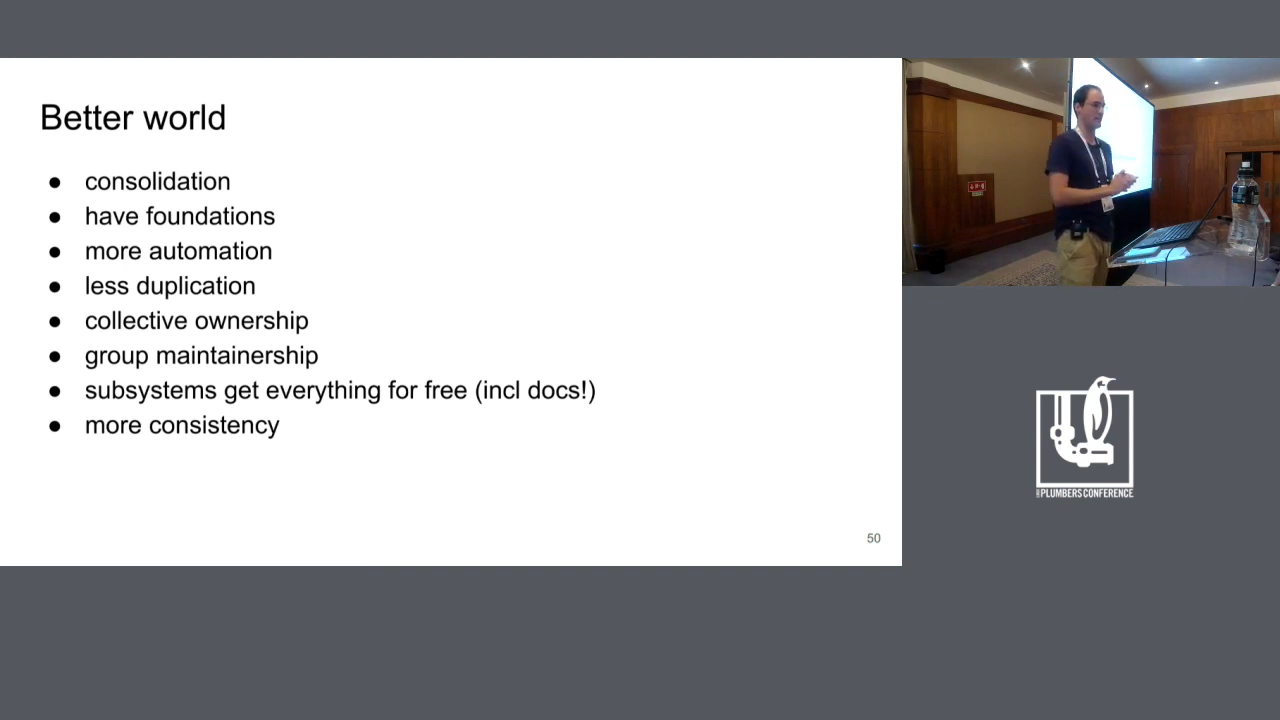 Better world
● consolidation
● have foundations
● more automation
● less duplication
● collective ownership
● group maintainership
● subsystems get everything for free (incl docs!)
● more consistency
50
PLUMBERS CONFERENCE